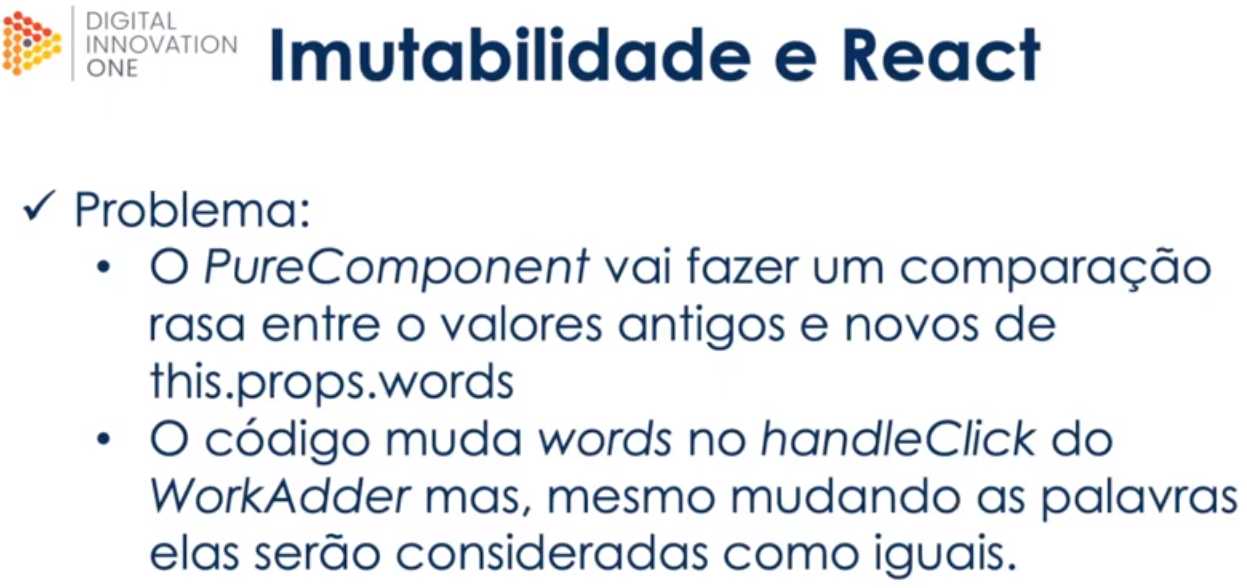 DIGITAL
INNOVATION
ONE
Imutabilidade e React
✓ Problema:
• O PureComponent vai fazer um comparação
rasa entre o valores antigos e novos de
this.props.words
• O código muda words no handleClick do
WorkAdder mas, mesmo mudando as palavras
elas serão consideradas como iguais.